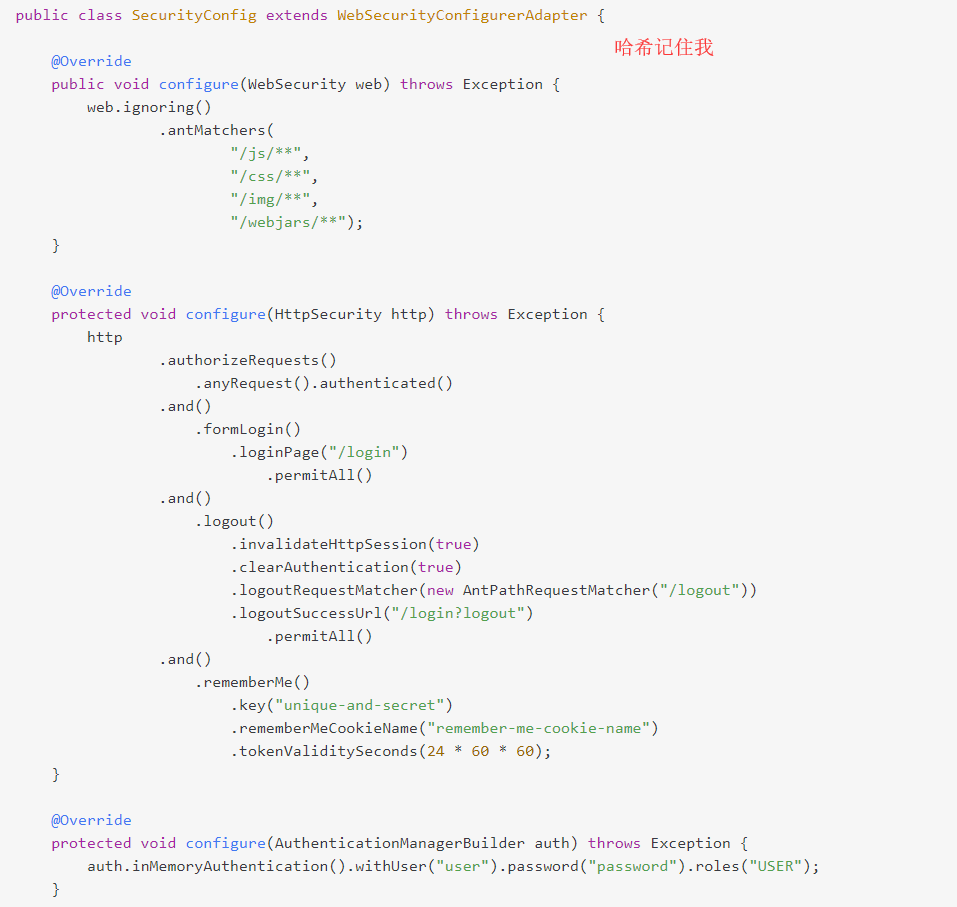 public class SecurityConfig extends WebSecurityConfigurerAdapter {
哈希记住我
    @Override
    public void configure(WebSecurity web) throws Exception {
        web.ignoring()
                .antMatchers(
                        "/js/**",
                        "/css/**",
                        "/img/**",
                        "/webjars/**");
    }
    @Override
    protected void configure(HttpSecurity http) throws Exception {
        http
                .authorizeRequests()
                    .anyRequest().authenticated()
                .and()
                    .formLogin()
                        .loginPage("/login")
                            .permitAll()
                .and()
                    .logout()
                        .invalidateHttpSession(true)
                        .clearAuthentication(true)
                        .logoutRequestMatcher(new AntPathRequestMatcher("/logout"))
                        .logoutSuccessUrl("/login?logout")
                            .permitAll()
                .and()
                    .rememberMe()
                        .key("unique-and-secret")
                        .rememberMeCookieName("remember-me-cookie-name")
                        .tokenValiditySeconds(24 * 60 * 60);
    }
    @Override
    protected void configure(AuthenticationManagerBuilder auth) throws Exception {
        auth.inMemoryAuthentication().withUser("user").password("password").roles("USER");
    }